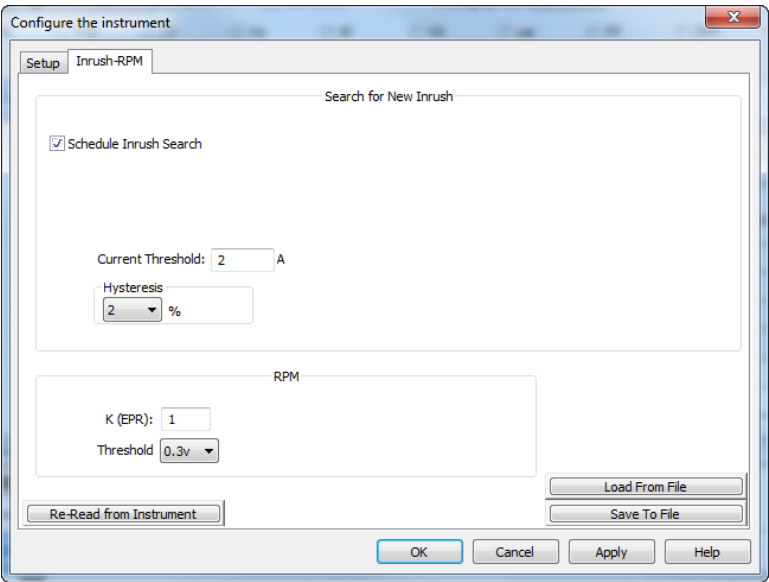 Configure the instrument
Setup
Inrush-RPM
Search for New Inrush
Schedule Inrush Search
Current Threshold: 2 A
Hysteresis
2 %
RPM
K (EPR): 1
Threshold 0.3v
Load From File
Re-Read from Instrument
Save To File
OK
Cancel
Apply
Help